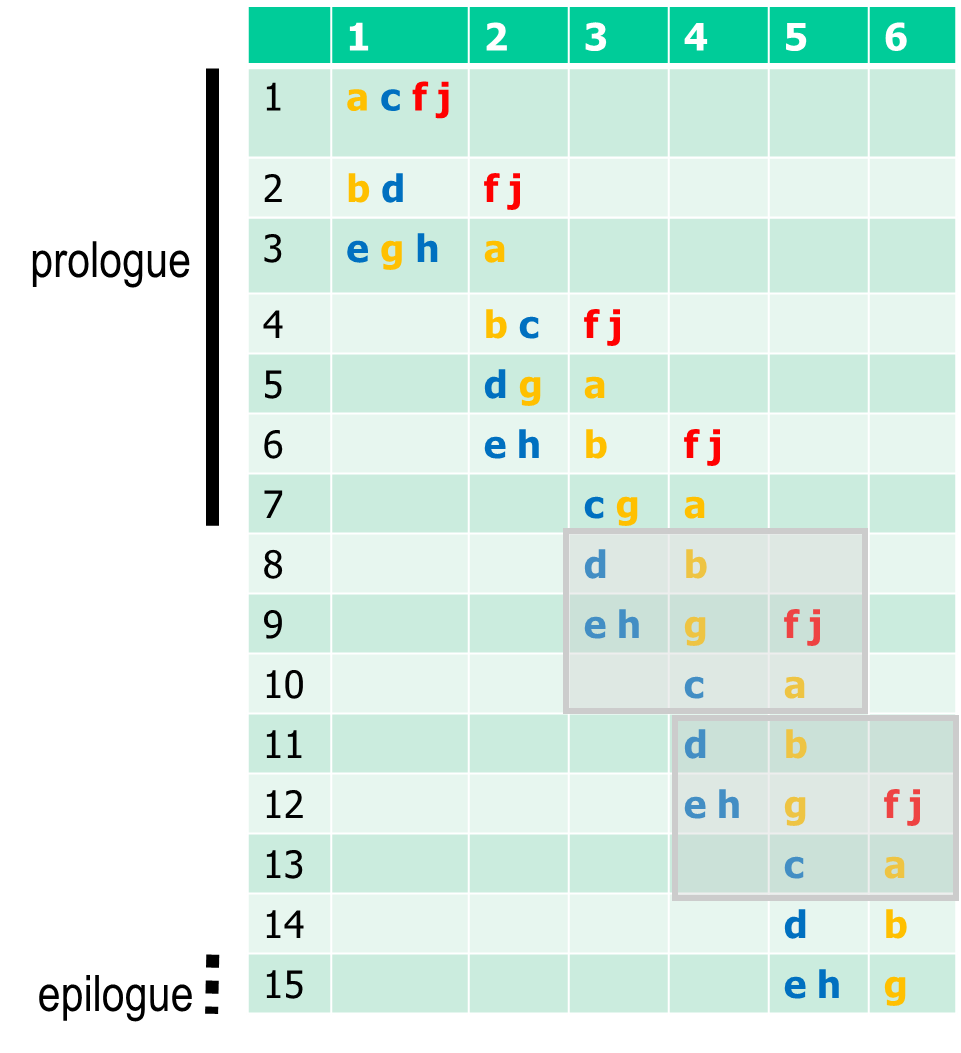 1 2 3 4 5 6
1 a c f j
2 b d f j
prologue
3 e g h a
4 b c f j
5 d g a
6 e h b f j
7 c g a
8 d b
9 e h g f j
10 c a
11 d b
12 e h g f j
13 c a
14 d b
epilogue
15 e h g